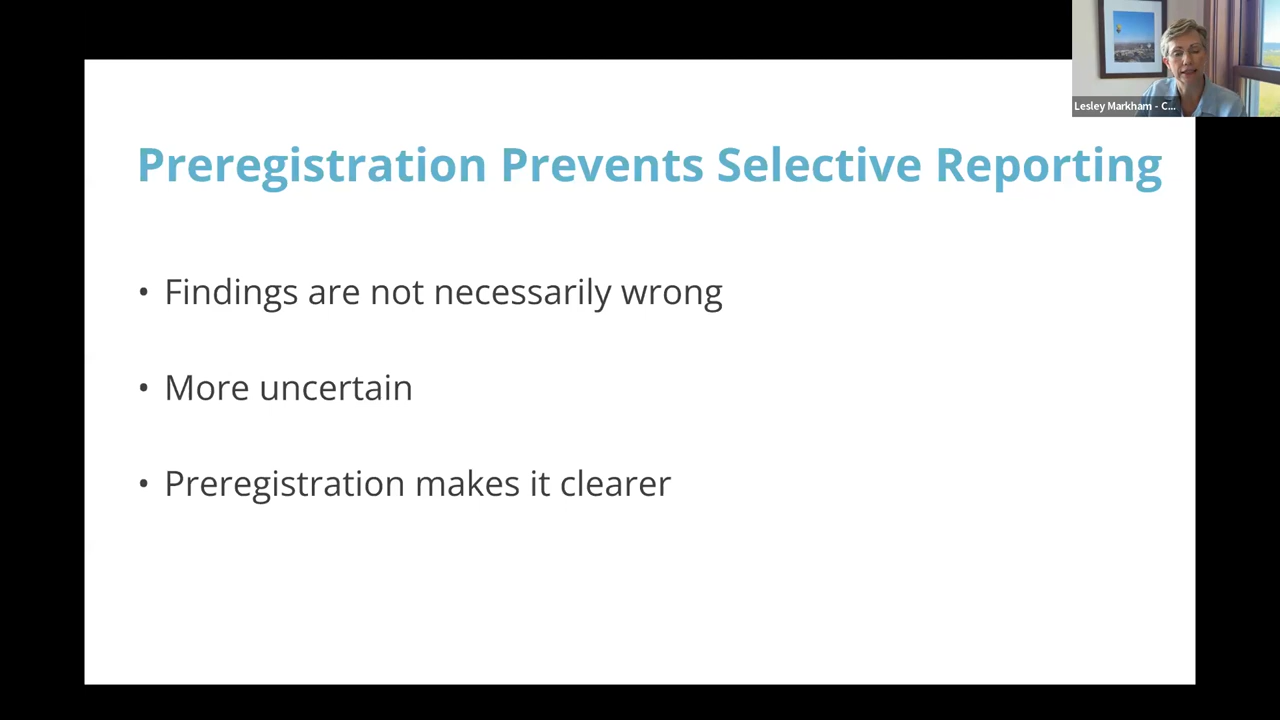 Lesley Markham - C...
Preregistration Prevents Selective Reporting
• Findings are not necessarily wrong
• More uncertain
• Preregistration makes it clearer